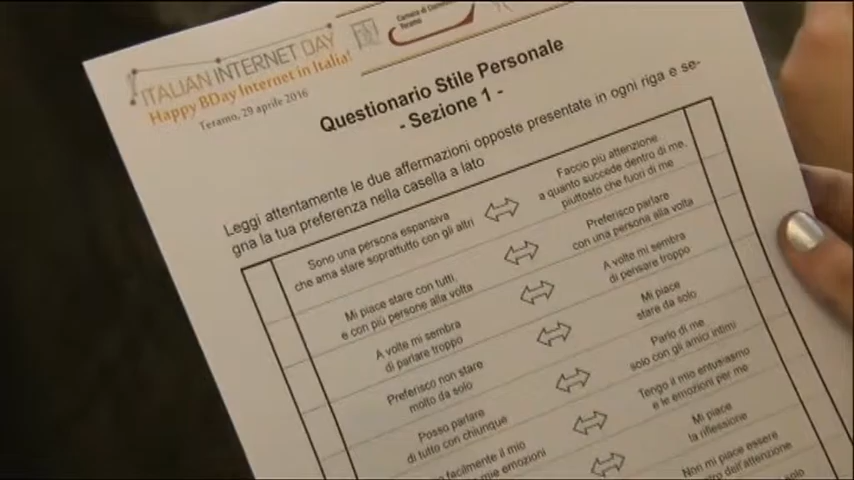 ITALIAN INTERNET DAY
Happy BDay Internet in Italia!
Teramo, 29 aprile 2016
Camera di Commercio
Teramo
Questionario Stile Personale
- Sezione 1 -
Leggi attentamente le due affermazioni opposte presentate in ogni riga e se-
gna la tua preferenza nella casella a lato
Sono una persona espansiva
che ama stare soprattutto con gli altri
Faccio più attenzione
a quanto succede dentro di me,
piuttosto che fuori di me
Mi piace stare con tutti,
e con più persone alla volta
Preferisco parlare
con una persona alla volta
A volte mi sembra
di parlare troppo
A volte mi sembra
di pensare troppo
Preferisco non stare
molto da solo
Mi piace
stare da solo
Posso parlare
di tutto con chiunque
Parlo di me
solo con gli amici intimi
facilmente il mio
mie emozioni
Tengo il mio entusiasmo
e le emozioni per me
Mi piace
la riflessione
Non mi piace essere
dell'attenzione
solo